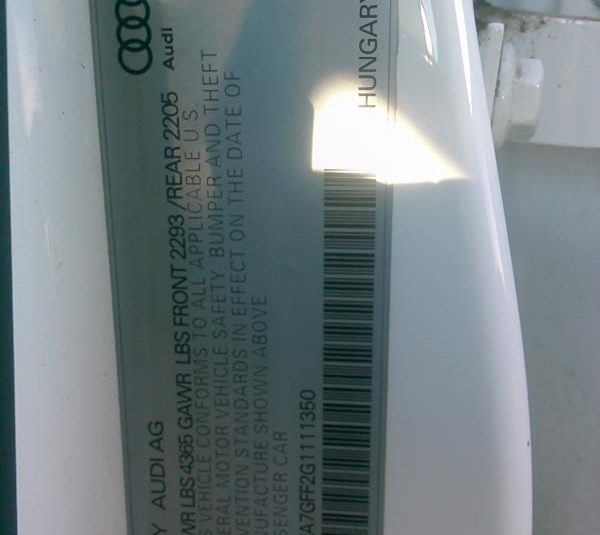 Audi
Y AUDI AG
WR LBS 4365 GAWR LBS FRONT 2293 /REAR 2205
S VEHICLE CONFORMS TO ALL APPLICABLE U.S.
ERAL MOTOR VEHICLE SAFETY, BUMPER AND THEFT
VENTION STANDARDS IN EFFECT ON THE DATE OF
NUFACTURE SHOWN ABOVE
SENGER CAR
A7GFF2G1111350
HUNGARY